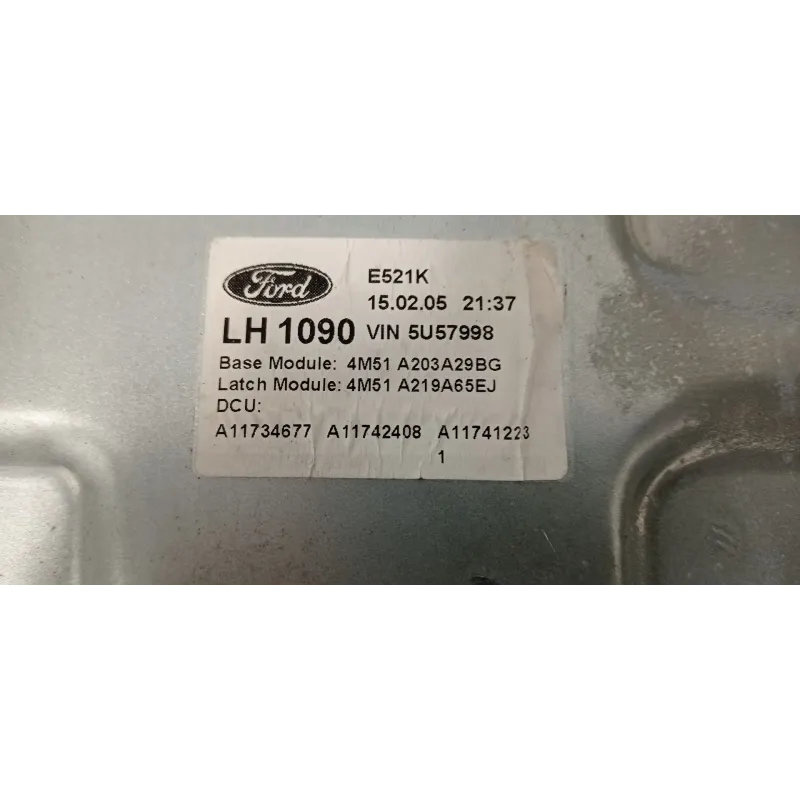 Ford
E521K
15.02.05 21:37
LH 1090 VIN 5U57998
Base Module: 4M51 A203A29BG
Latch Module: 4M51 A219A65EJ
DCU:
A11734677 A11742408 A11741223
1